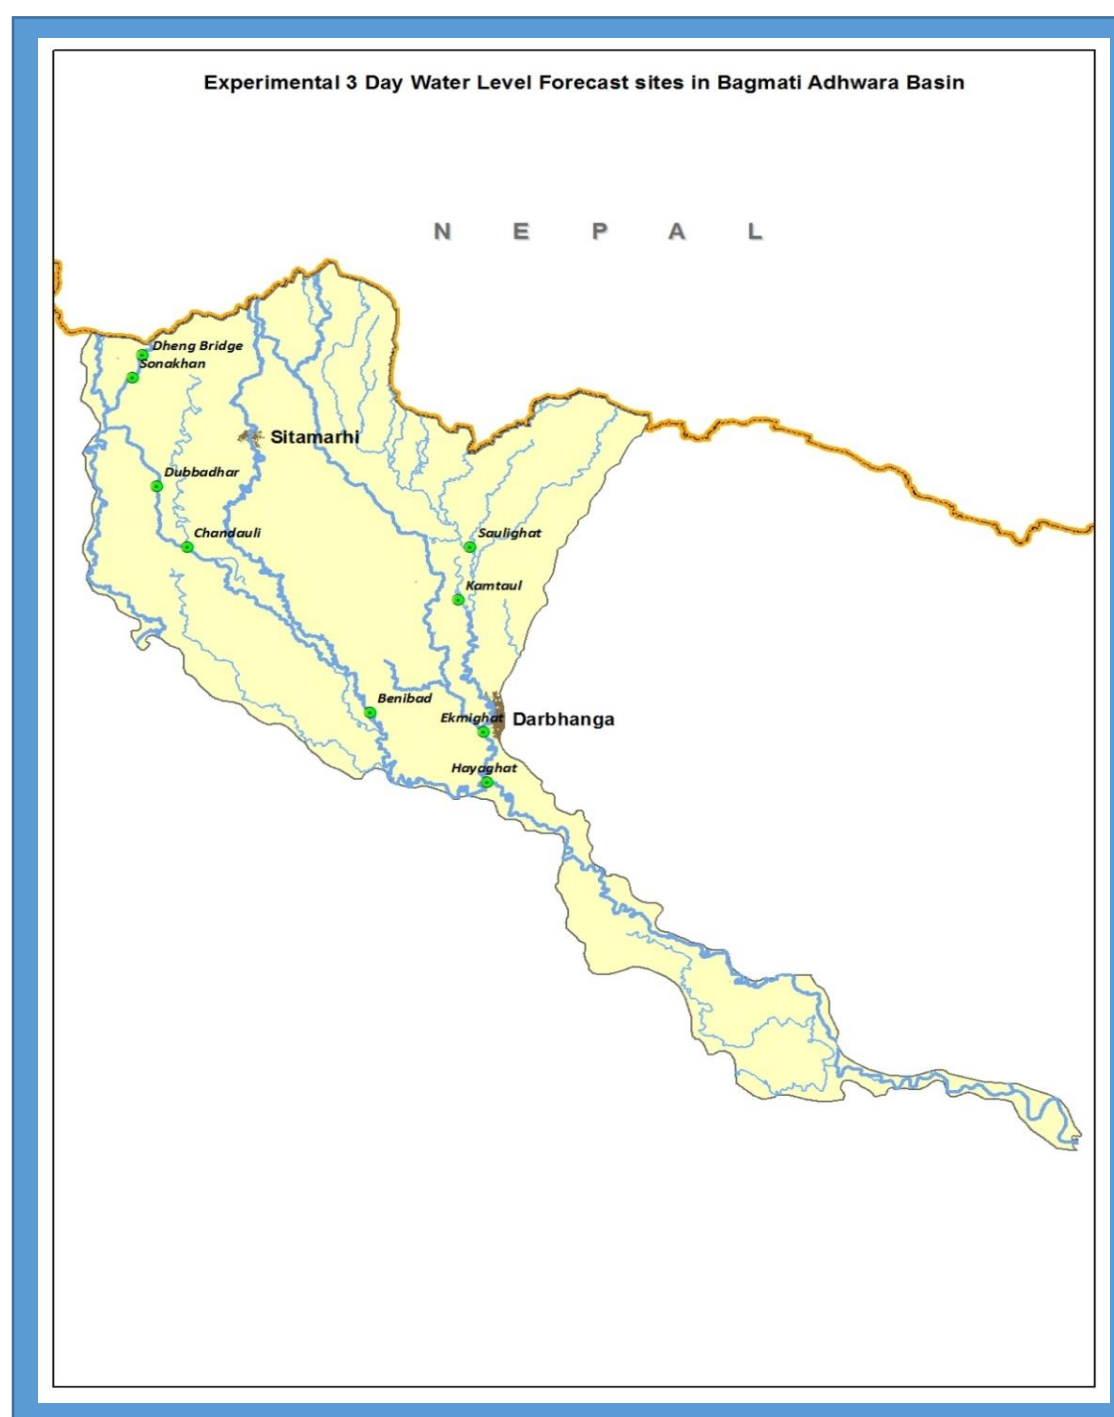 Experimental 3 Day Water Level Forecast sites in Bagmati Adhwara Basin
N E P A L
Dheng Bridge
Sonakhan
Sitamarhi
Dubbadhar
Chandauli
Saulighat
Kamtaul
Benibad
Ekmighat
Darbhanga
Hayaghat